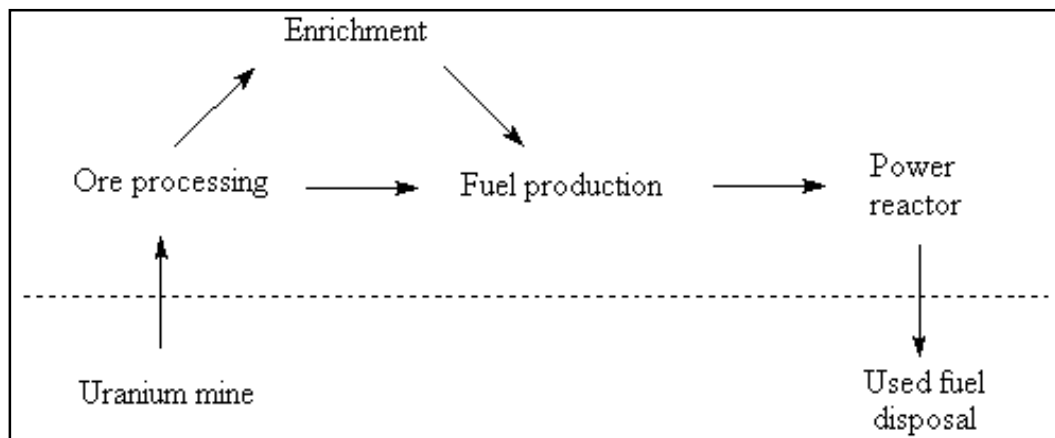 Enrichment
Ore processing
Fuel production
Power
reactor
Uranium mine
Used fuel
disposal